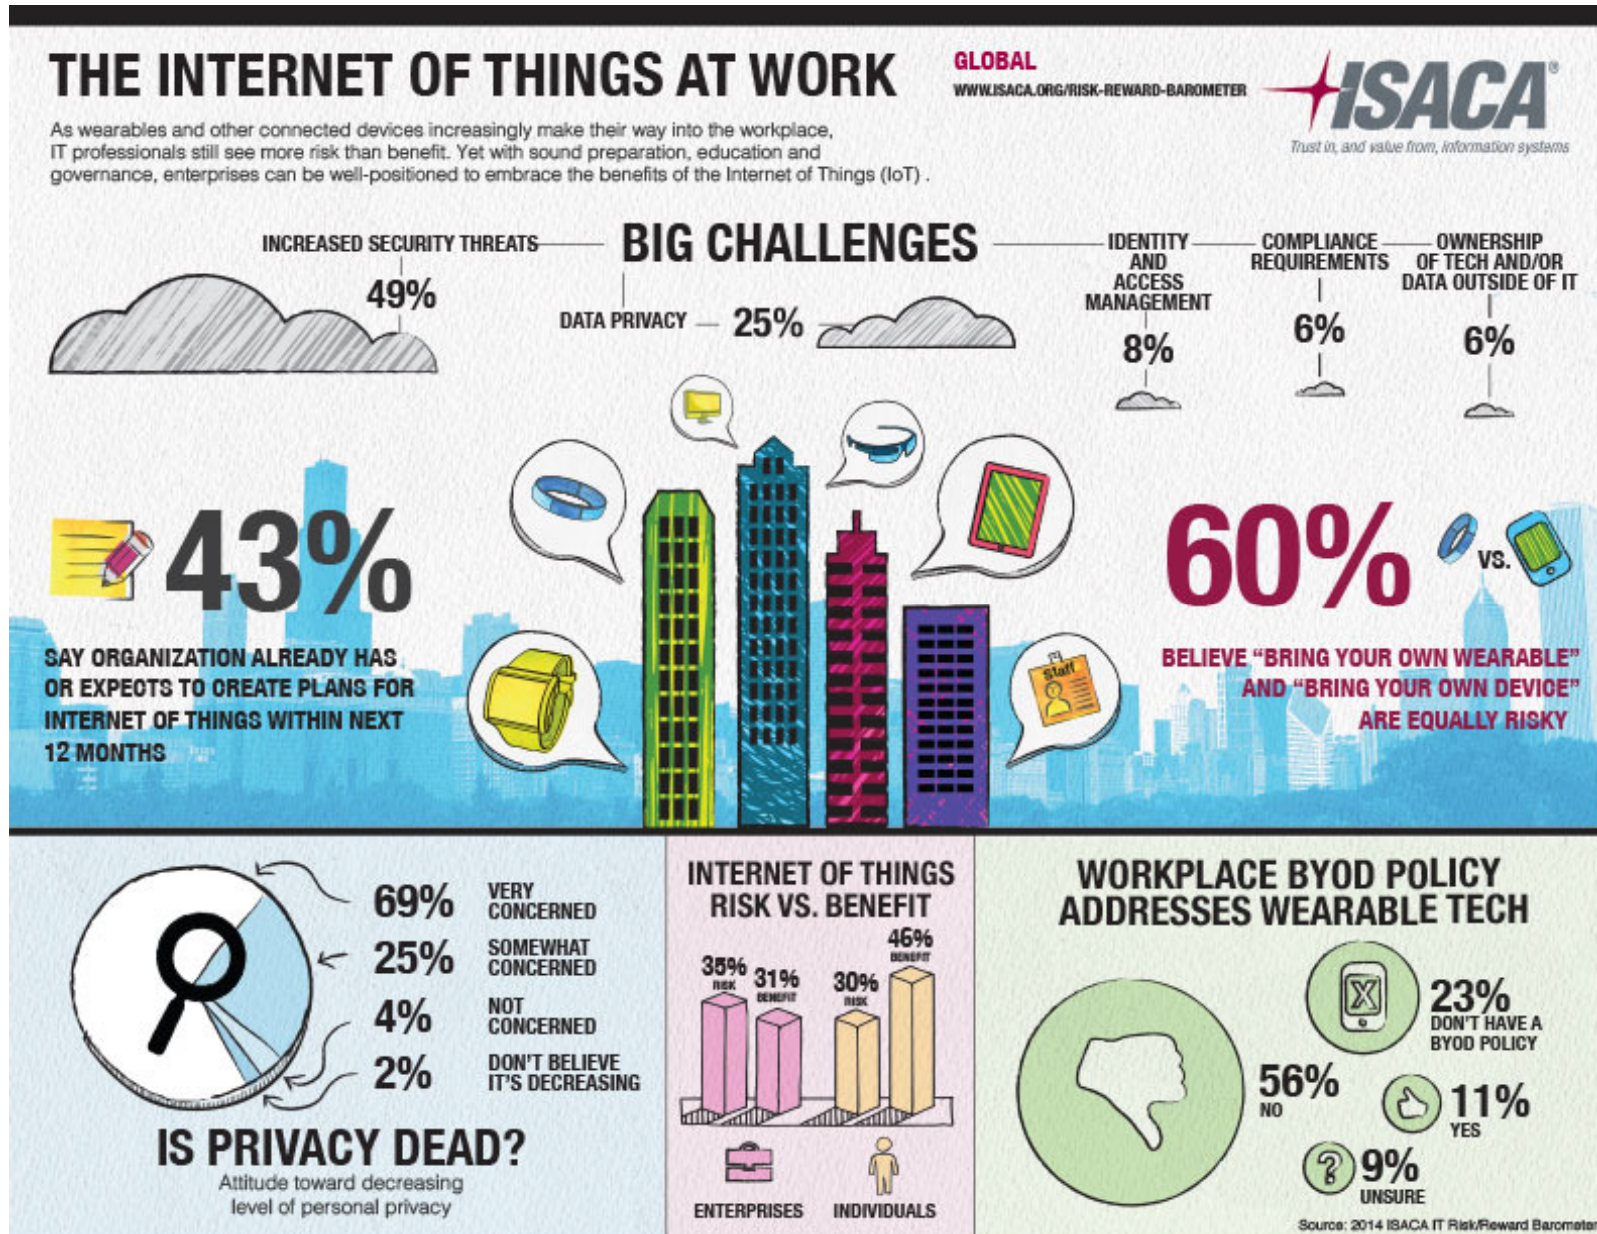 THE INTERNET OF THINGS AT WORK
GLOBAL
WWW.ISACA.ORG/RISK-REWARD-BAROMETER
ISACA®
Trust in, and value from, information systems
As wearables and other connected devices increasingly make their way into the workplace,
IT professionals still see more risk than benefit. Yet with sound preparation, education and
governance, enterprises can be well-positioned to embrace the benefits of the Internet of Things (IoT) .
BIG CHALLENGES
INCREASED SECURITY THREATS
49%
DATA PRIVACY
25%
IDENTITY
AND
ACCESS
MANAGEMENT
8%
COMPLIANCE
REQUIREMENTS
6%
OWNERSHIP
OF TECH AND/OR
DATA OUTSIDE OF IT
6%
43%
SAY ORGANIZATION ALREADY HAS
OR EXPECTS TO CREATE PLANS FOR
INTERNET OF THINGS WITHIN NEXT
12 MONTHS
Staff
60%
VS.
BELIEVE “BRING YOUR OWN WEARABLE”
AND “BRING YOUR OWN DEVICE”
ARE EQUALLY RISKY
69%
VERY
CONCERNED
25%
SOMEWHAT
CONCERNED
4%
NOT
CONCERNED
2%
DON'T BELIEVE
IT'S DECREASING
IS PRIVACY DEAD?
Attitude toward decreasing
level of personal privacy
INTERNET OF THINGS
RISK VS. BENEFIT
35%
RISK
31%
BENEFIT
30%
RISK
46%
BENEFIT
ENTERPRISES
INDIVIDUALS
WORKPLACE BYOD POLICY
ADDRESSES WEARABLE TECH
X
23%
DON'T HAVE A
BYOD POLICY
56%
NO
11%
YES
?
9%
UNSURE
Source: 2014 ISACA IT Risk/Reward Barometer